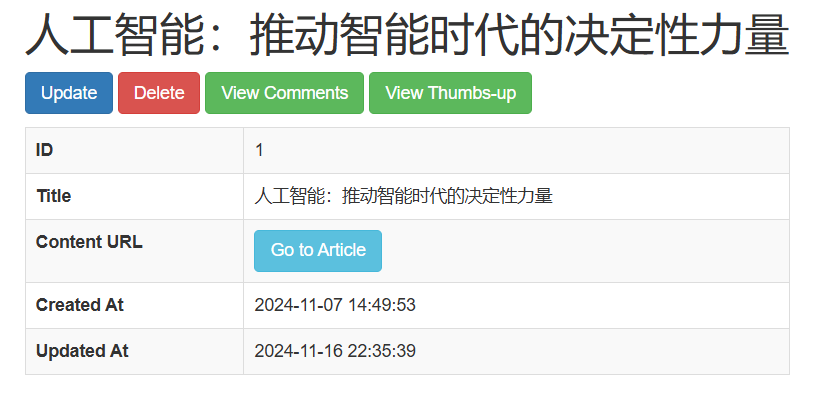 人工智能：推动智能时代的决定性力量
Update Delete View Comments View Thumbs-up
ID 1
Title 人工智能：推动智能时代的决定性力量
Content URL Go to Article
Created At 2024-11-07 14:49:53
Updated At 2024-11-16 22:35:39